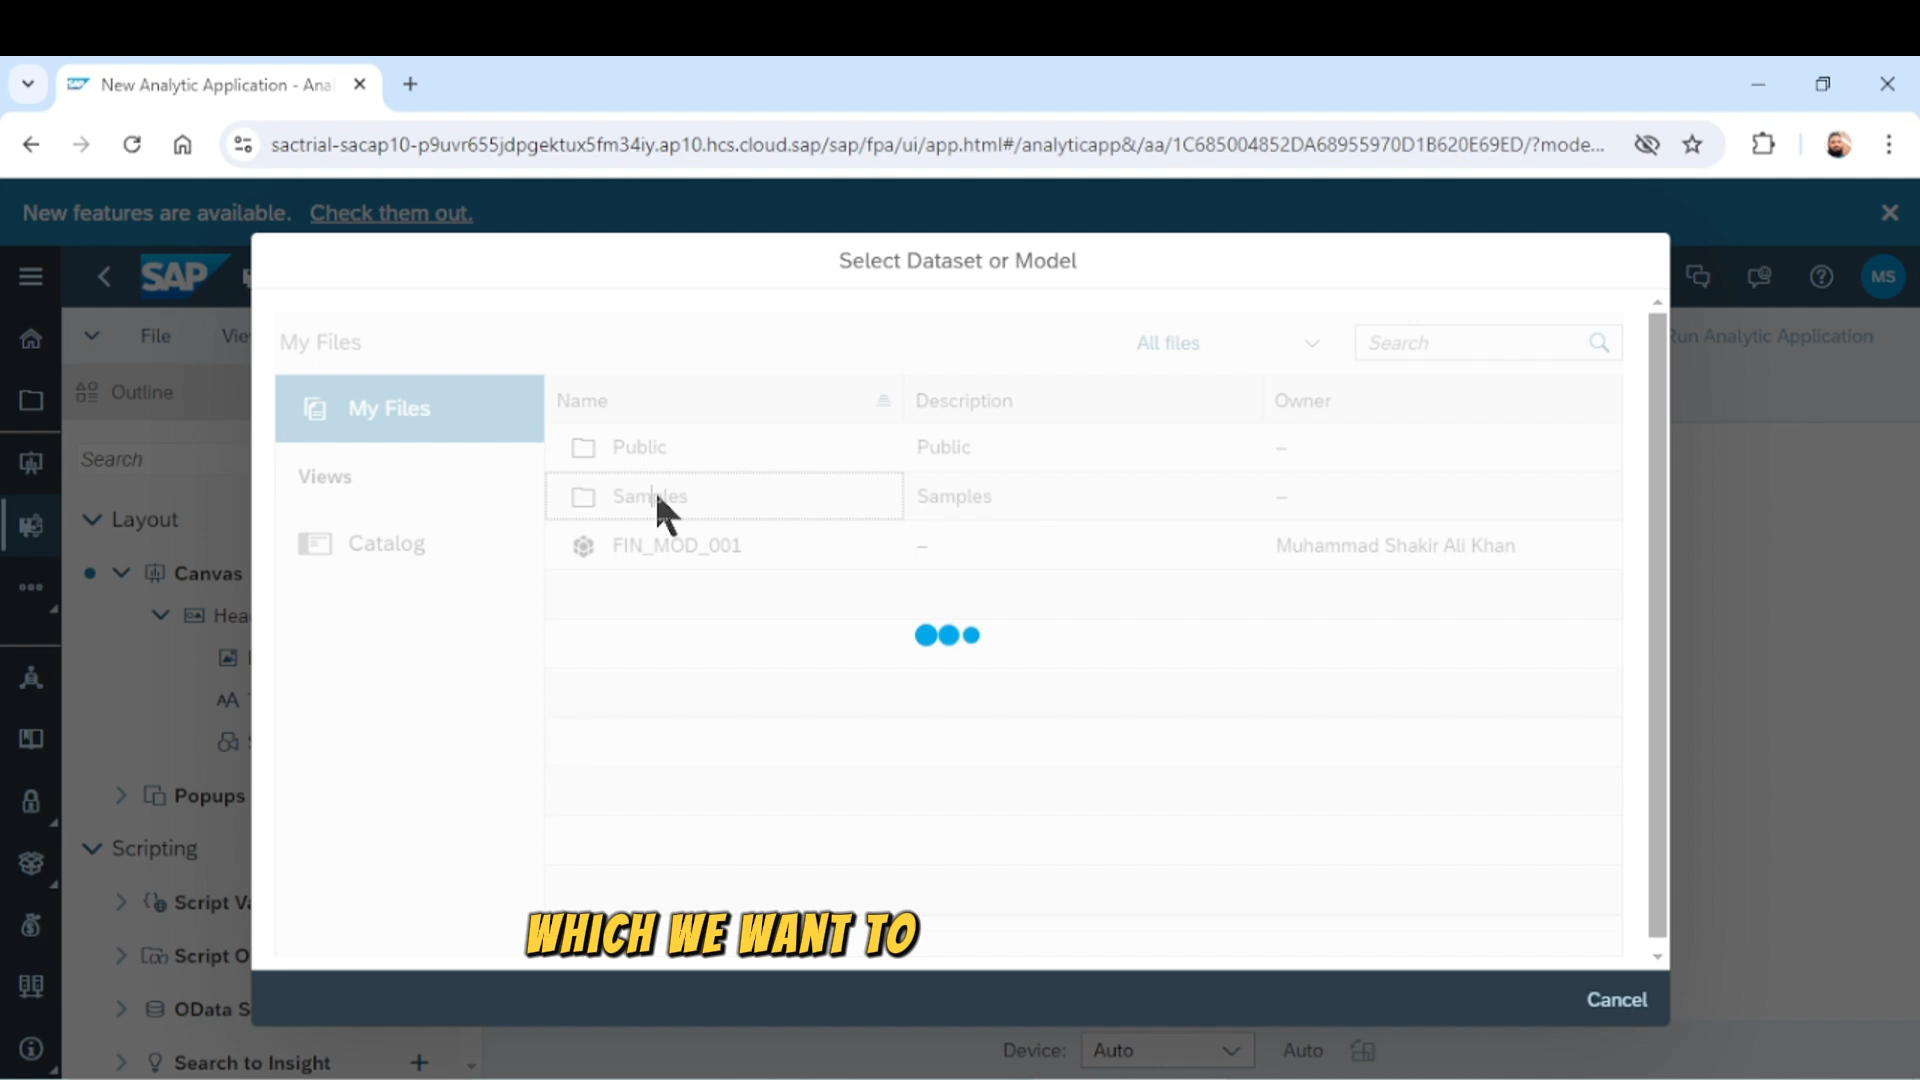 New Analytic Application - Ana
sactrial-sacap10-p9uvr655jdpgektux5fm34iy.ap10.hcs.cloud.sap/sap/fpa/ui/app.html#/analyticapp&/aa/1C685004852DA68955970D1B620E69ED/?mode...
New features are available. Check them out.
SAP
MS
File
Vie
Run Analytic Application
Outline
Search
Layout
Canvas
Hea
Popups
Scripting
Script Va
Script O
OData S
Search to Insight
Select Dataset or Model
My Files
All files
Search
My Files
Views
Catalog
Name Description Owner
Public Public –
Samples Samples –
FIN_MOD_001 – Muhammad Shakir Ali Khan
WHICH WE WANT TO
Cancel
Device: Auto Auto